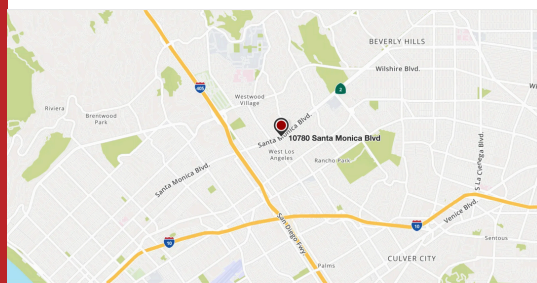 BEVERLY HILLS
Wilshire Blvd.
405
2
Westwood
Village
Riviera
Brentwood
Park
Santa Monica Blvd.
10780 Santa Monica Blvd
West Los
Angeles
Rancho Park
Santa Monica Blvd.
S La Cienega Blvd.
San Diego Fwy.
Venice Blvd.
10
10
Sentous
CULVER CITY
Palms